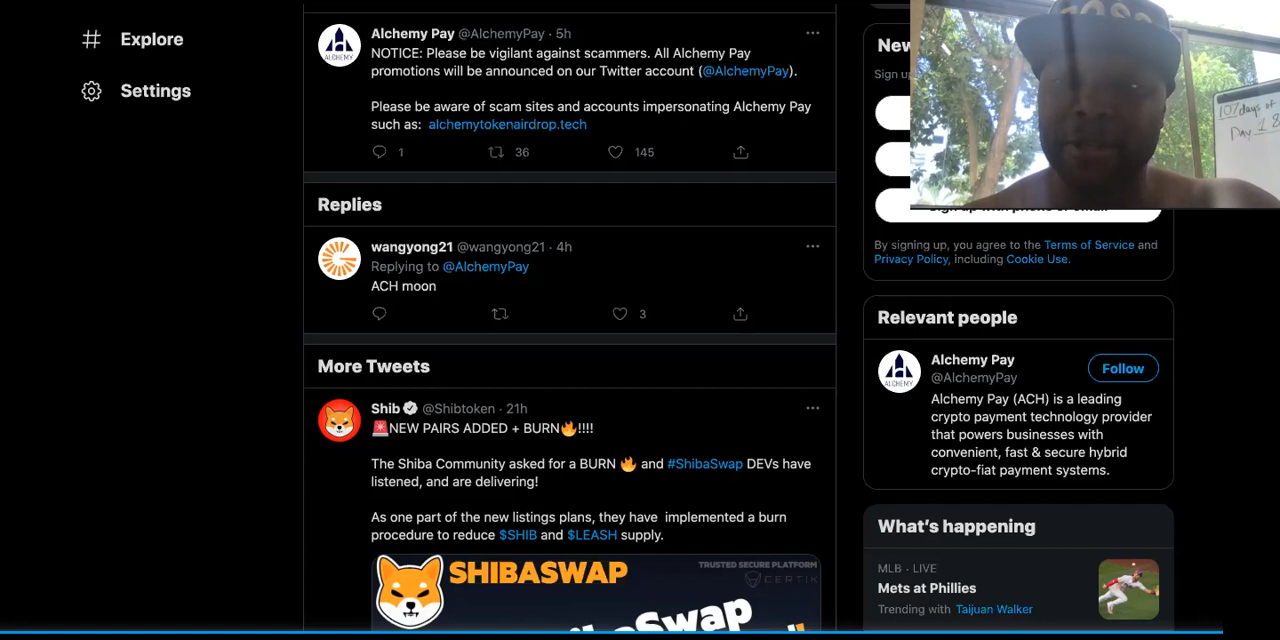 Explore
Settings
Alchemy Pay @AlchemyPay · 5h
NOTICE: Please be vigilant against scammers. All Alchemy Pay
promotions will be announced on our Twitter account (@AlchemyPay).
Please be aware of scam sites and accounts impersonating Alchemy Pay
such as: alchemytokenairdrop.tech
1
36
145
Replies
wangyong21 @wangyong21 · 4h
Replying to @AlchemyPay
ACH moon
3
More Tweets
Shib @Shibtoken · 21h
🚨NEW PAIRS ADDED + BURN🔥!!!!
The Shiba Community asked for a BURN 🔥 and #ShibaSwap DEVs have
listened, and are delivering!
As one part of the new listings plans, they have implemented a burn
procedure to reduce $SHIB and $LEASH supply.
SHIBASWAP
TRUSTED SECURE PLATFORM
CERTIK
New
Sign up
107 days of
Day 18
By signing up, you agree to the Terms of Service and
Privacy Policy, including Cookie Use.
Relevant people
Alchemy Pay
@AlchemyPay
Follow
Alchemy Pay (ACH) is a leading
crypto payment technology provider
that powers businesses with
convenient, fast & secure hybrid
crypto-fiat payment systems.
What's happening
MLB · LIVE
Mets at Phillies
Trending with Taijuan Walker